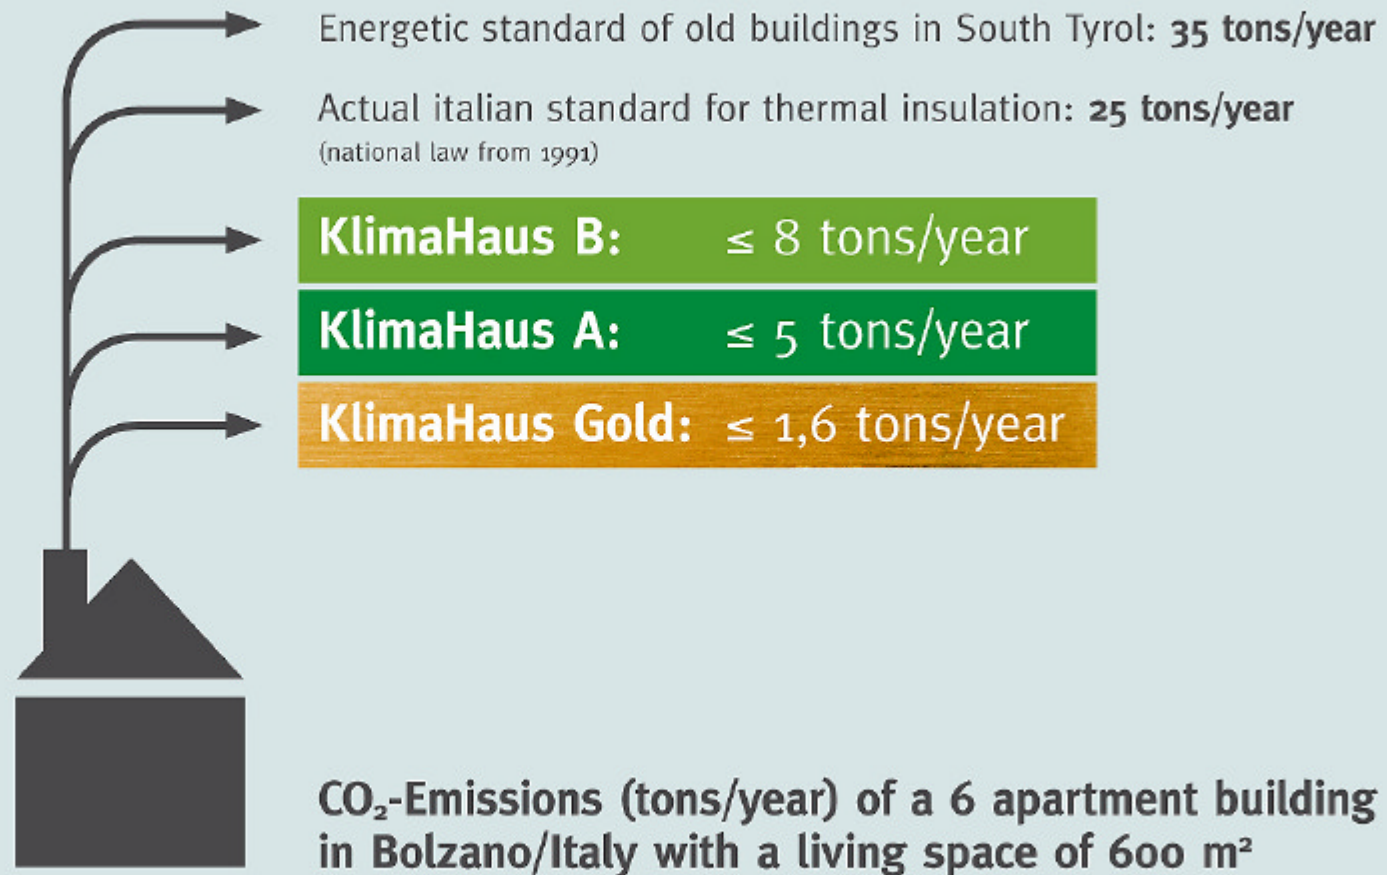 Energetic standard of old buildings in South Tyrol: 35 tons/year
Actual italian standard for thermal insulation: 25 tons/year
(national law from 1991)
KlimaHaus B: ≤ 8 tons/year
KlimaHaus A: ≤ 5 tons/year
KlimaHaus Gold: ≤ 1,6 tons/year
CO₂-Emissions (tons/year) of a 6 apartment building
in Bolzano/Italy with a living space of 600 m²